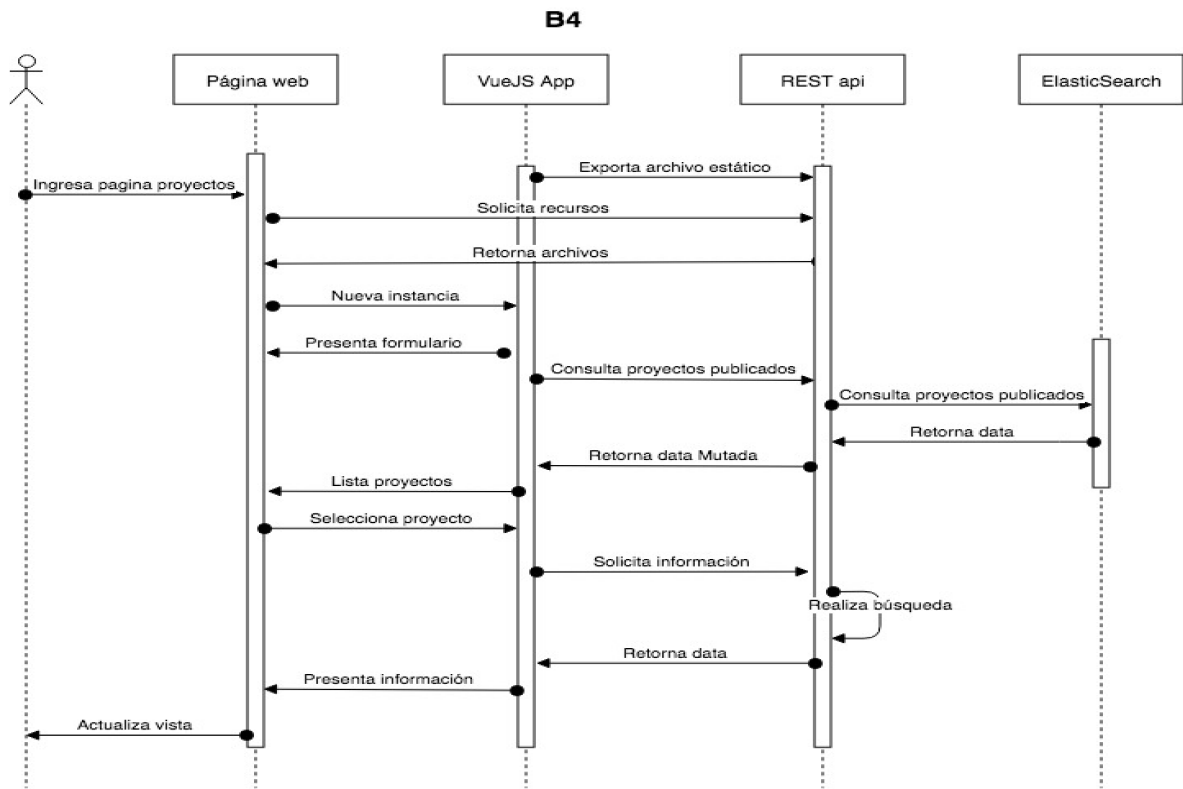 B4
Página web
VueJS App
REST api
ElasticSearch
Exporta archivo estático
Ingresa pagina proyectos
Solicita recursos
Retorna archivos
Nueva instancia
Presenta formulario
Consulta proyectos publicados
Consulta proyectos publicados
Retorna data
Retorna data Mutada
Lista proyectos
Selecciona proyecto
Solicita información
Realiza búsqueda
Retorna data
Presenta información
Actualiza vista